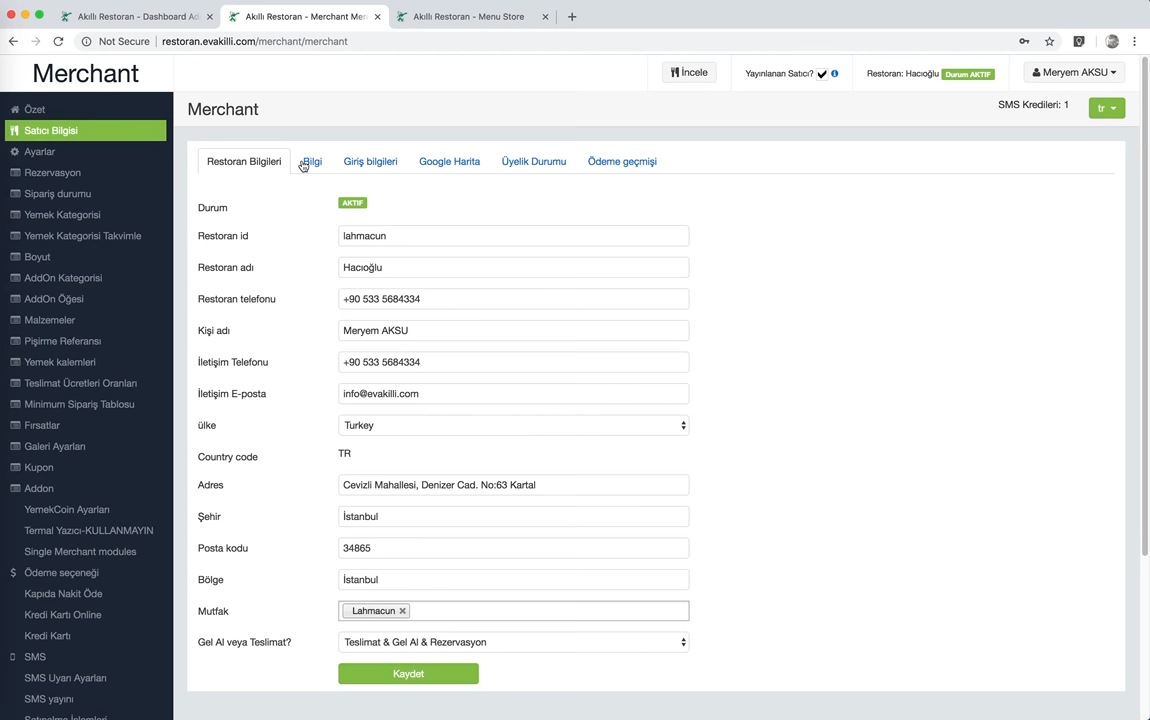 Akıllı Restoran - Dashboard Ad
Akıllı Restoran - Merchant Men
Akıllı Restoran - Menu Store
Not Secure
restoran.evakilli.com/merchant/merchant
Merchant
İncele
Yayınlanan Satıcı?
Restoran: Hacıoğlu Durum AKTIF
Meryem AKSU
Merchant
SMS Kredileri: 1
tr
Özet
Satıcı Bilgisi
Ayarlar
Rezervasyon
Sipariş durumu
Yemek Kategorisi
Yemek Kategorisi Takvimle
Boyut
AddOn Kategorisi
AddOn Öğesi
Malzemeler
Pişirme Referansı
Yemek kalemleri
Teslimat Ücretleri Oranları
Minimum Sipariş Tablosu
Fırsatlar
Galeri Ayarları
Kupon
Addon
YemekCoin Ayarları
Termal Yazıcı-KULLANMAYIN
Single Merchant modules
Ödeme seçeneği
Kapıda Nakit Öde
Kredi Kartı Online
Kredi Kartı
SMS
SMS Uyarı Ayarları
SMS yayını
Restoran Bilgileri
Bilgi
Giriş bilgileri
Google Harita
Üyelik Durumu
Ödeme geçmişi
Durum AKTIF
Restoran id lahmacun
Restoran adı Hacıoğlu
Restoran telefonu +90 533 5684334
Kişi adı Meryem AKSU
İletişim Telefonu +90 533 5684334
İletişim E-posta info@evakilli.com
ülke Turkey
Country code TR
Adres Cevizli Mahallesi, Denizer Cad. No:63 Kartal
Şehir İstanbul
Posta kodu 34865
Bölge İstanbul
Mutfak Lahmacun
Gel Al veya Teslimat? Teslimat & Gel Al & Rezervasyon
Kaydet